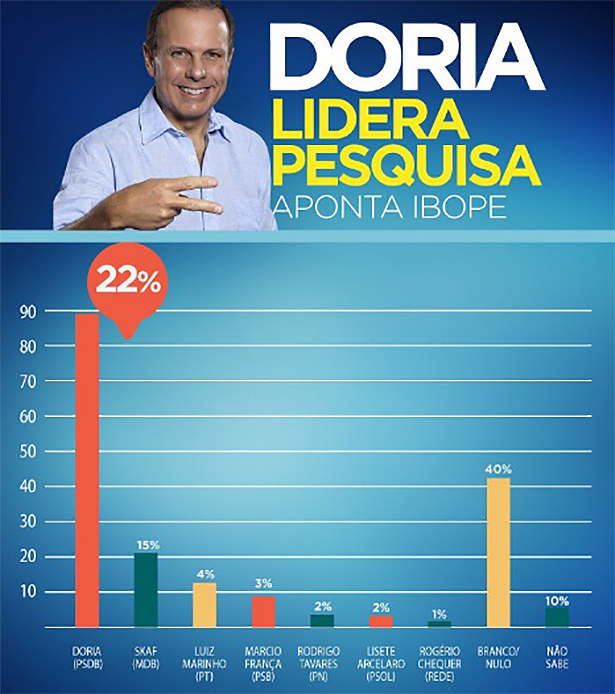 DORIA
LIDERA
PESQUISA
APONTA IBOPE
22%
90
80
70
60
50
40
30
20
10
15%
4%
3%
2%
2%
1%
40%
10%
DORIA
(PSDB)
SKAF
(MDB)
LUIZ
MARINHO
(PT)
MARCIO
FRANÇA
(PSB)
RODRIGO
TAVARES
(PN)
LISETE
ARCELARO
(PSOL)
ROGÉRIO
CHEQUER
(REDE)
BRANCO/
NULO
NÃO
SABE